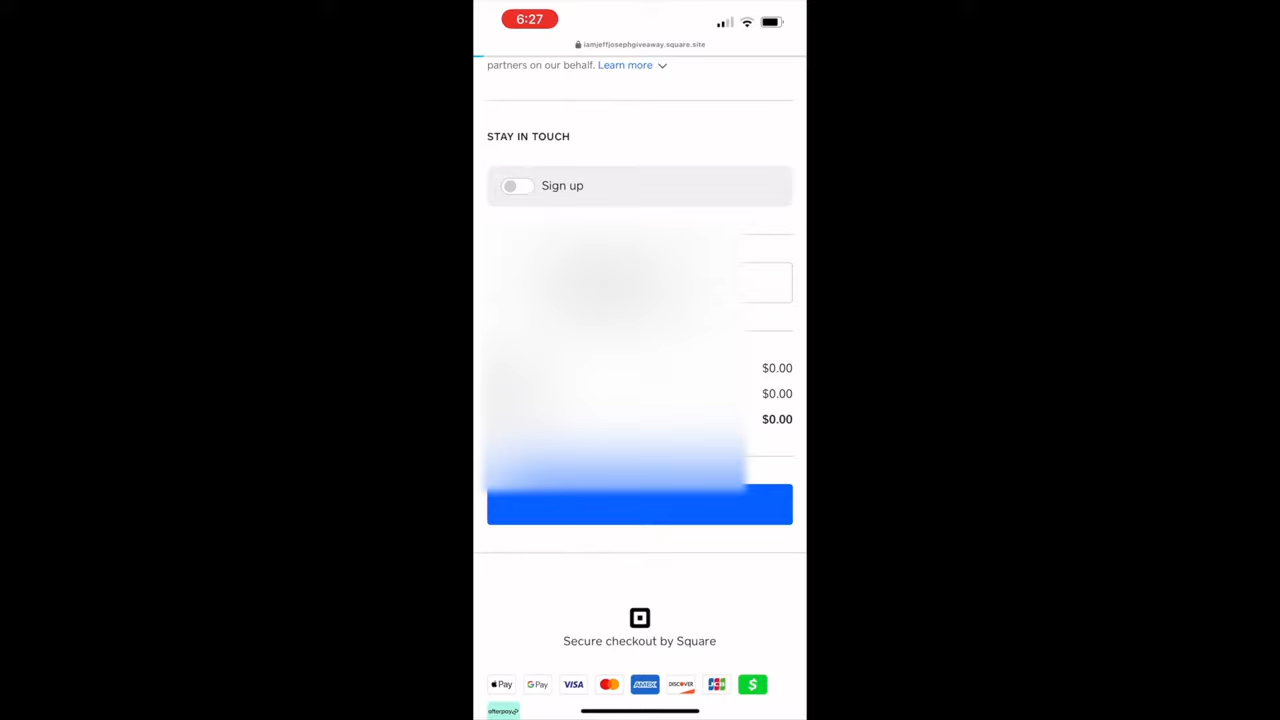 6:27
iamjeffjosephgiveaway.square.site
partners on our behalf. Learn more
STAY IN TOUCH
Sign up
$0.00
$0.00
$0.00
Secure checkout by Square
Pay G Pay VISA AMEX DISCOVER JCB $
afterpay